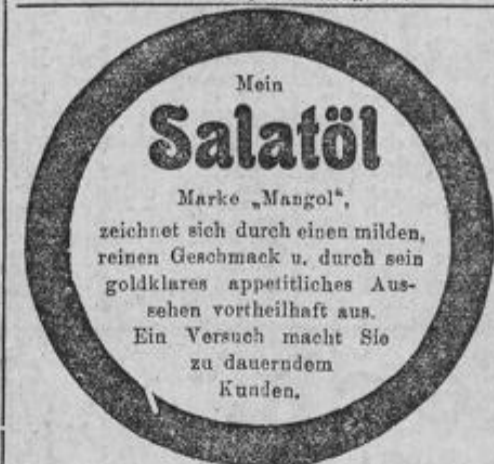 Mein
Salatöl
Marke „Mangol“,
zeichnet sich durch einen milden,
reinen Geschmack u. durch sein
goldklares appetitliches Aus-
sehen vortheilhaft aus.
Ein Versuch macht Sie
zu dauerndem
Kunden.